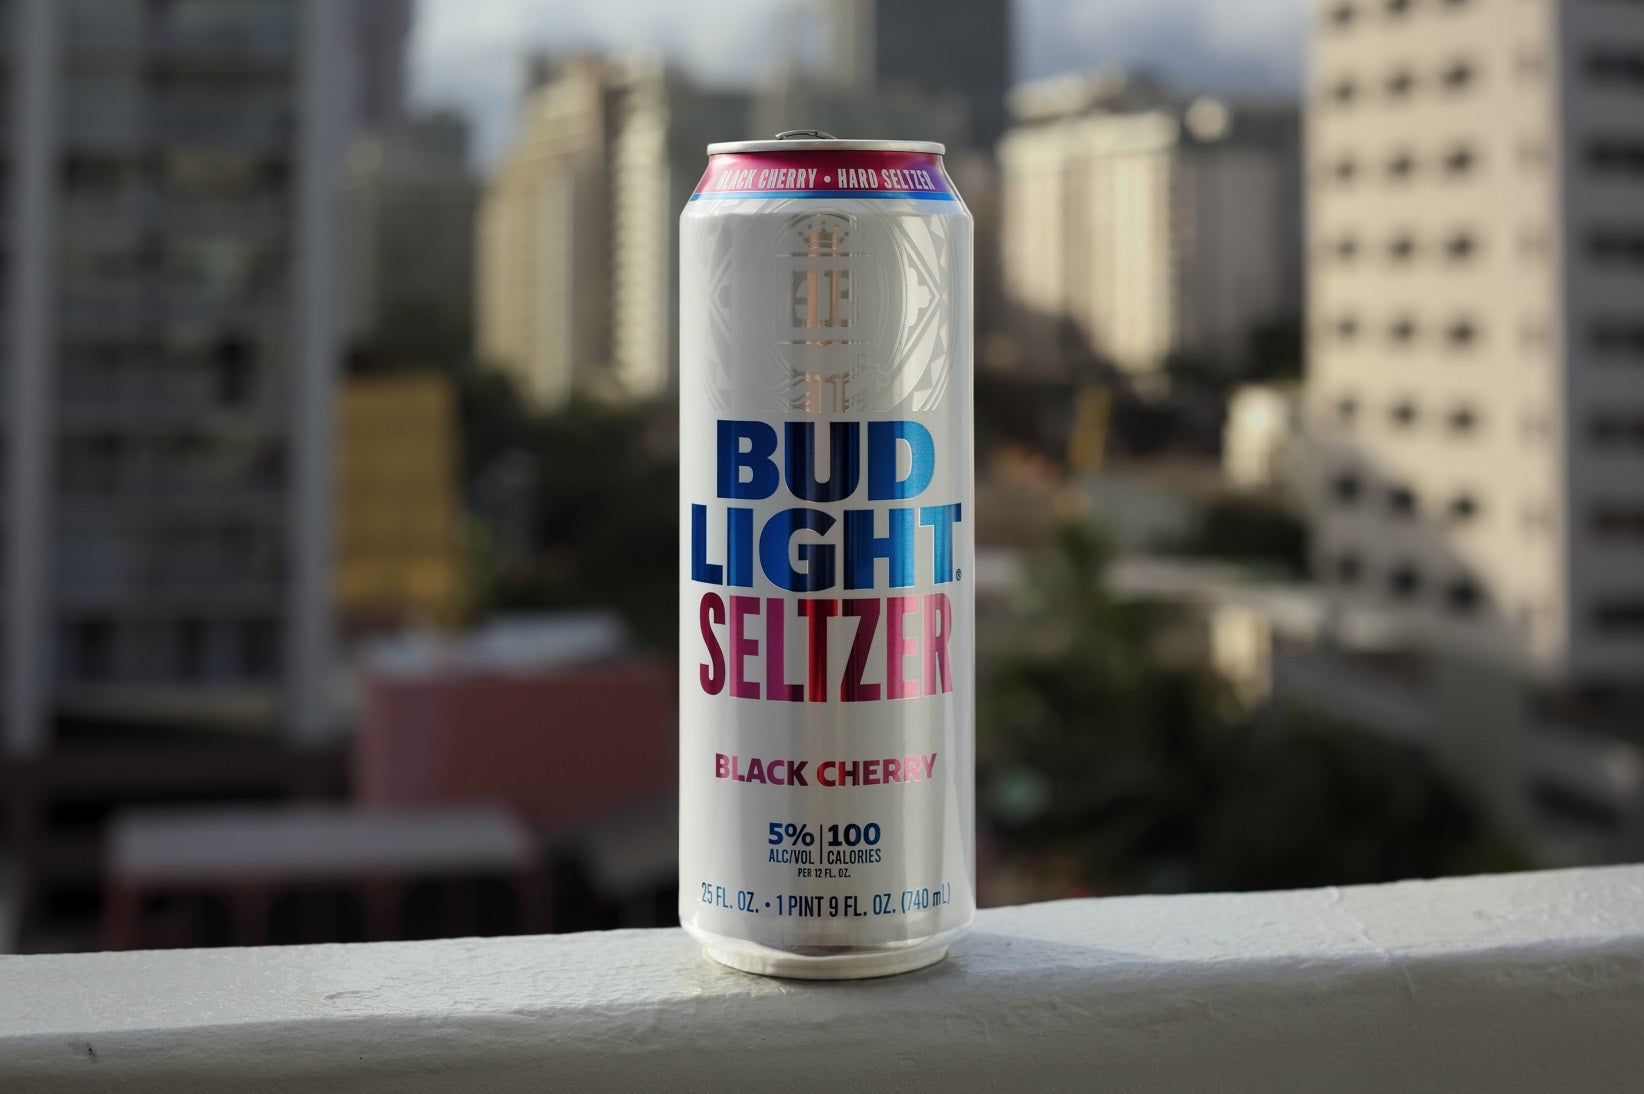 BLACK CHERRY • HARD SELTZER
BUD
LIGHT®
SELTZER
BLACK CHERRY
5% | 100
ALC/VOL | CALORIES
PER 12 FL. OZ.
25 FL. OZ. • 1 PINT 9 FL. OZ. (740 mL)